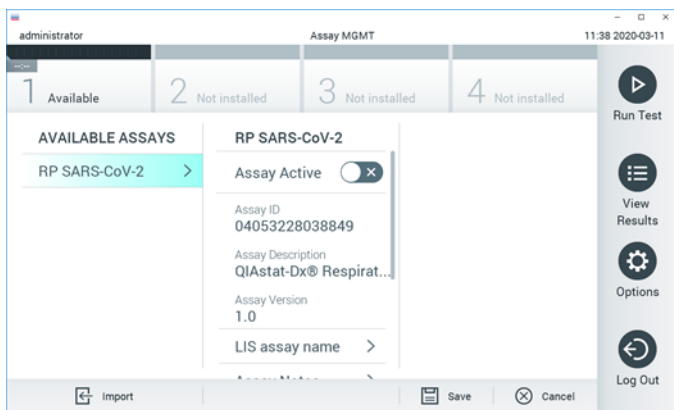 administrator Assay MGMT 11:38 2020-03-11
--:--
1 Available 2 Not installed 3 Not installed 4 Not installed
Run Test
AVAILABLE ASSAYS
RP SARS-CoV-2
RP SARS-CoV-2
Assay Active
Assay ID
04053228038849
Assay Description
QIAstat-Dx® Respirat...
Assay Version
1.0
LIS assay name
Assay Notes
View
Results
Options
Log Out
Import Save Cancel